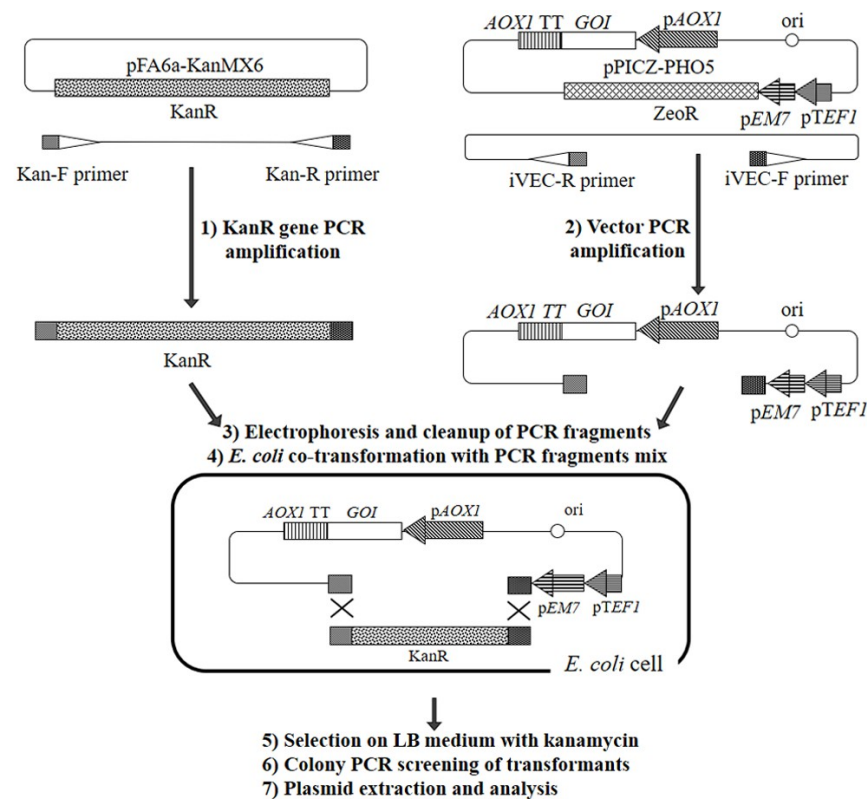 pFA6a-KanMX6
KanR
Kan-F primer
Kan-R primer
AOX1 TT GOI pAOX1 ori
pPICZ-PHO5
ZeoR pEM7 pTEF1
iVEC-R primer iVEC-F primer
1) KanR gene PCR
amplification
2) Vector PCR
amplification
KanR
AOX1 TT GOI pAOX1 ori
pEM7 pTEF1
3) Electrophoresis and cleanup of PCR fragments
4) E. coli co-transformation with PCR fragments mix
AOX1 TT GOI pAOX1 ori
pEM7 pTEF1
KanR
E. coli cell
5) Selection on LB medium with kanamycin
6) Colony PCR screening of transformants
7) Plasmid extraction and analysis